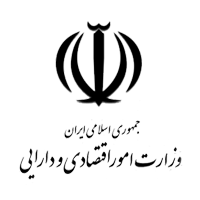 جمهوری اسلامی ایران
وزارت امور اقتصادی و دارایی